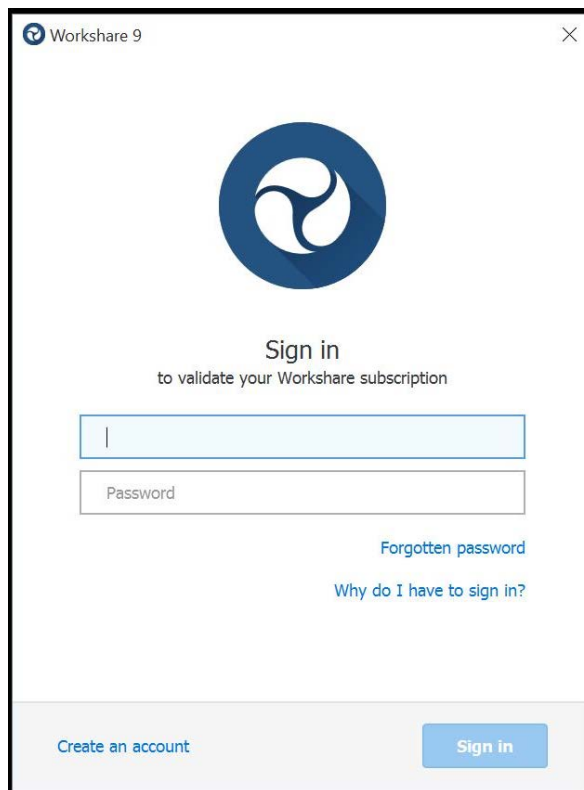 Workshare 9
Sign in
to validate your Workshare subscription
Password
Forgotten password
Why do I have to sign in?
Create an account
Sign in